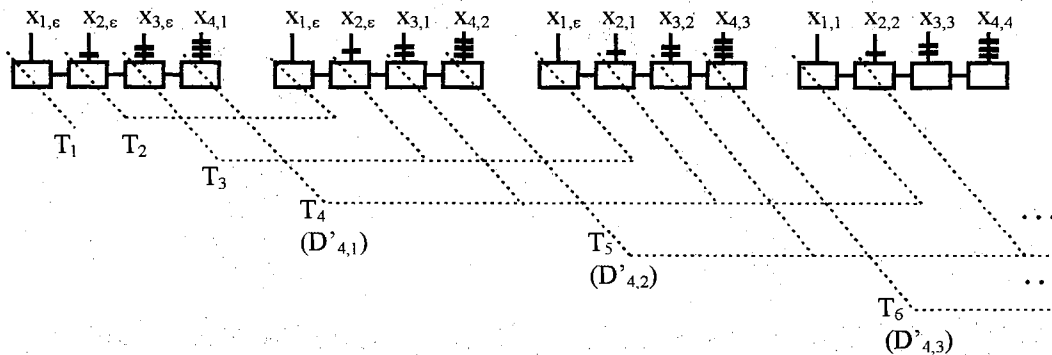 x1,ε x2,ε x3,ε x4,1 x1,ε x2,ε x3,1 x4,2 x1,ε x2,1 x3,2 x4,3 x1,1 x2,2 x3,3 x4,4
T1 T2
T3
T4
(D'4,1)
T5
(D'4,2)
T6
(D'4,3)